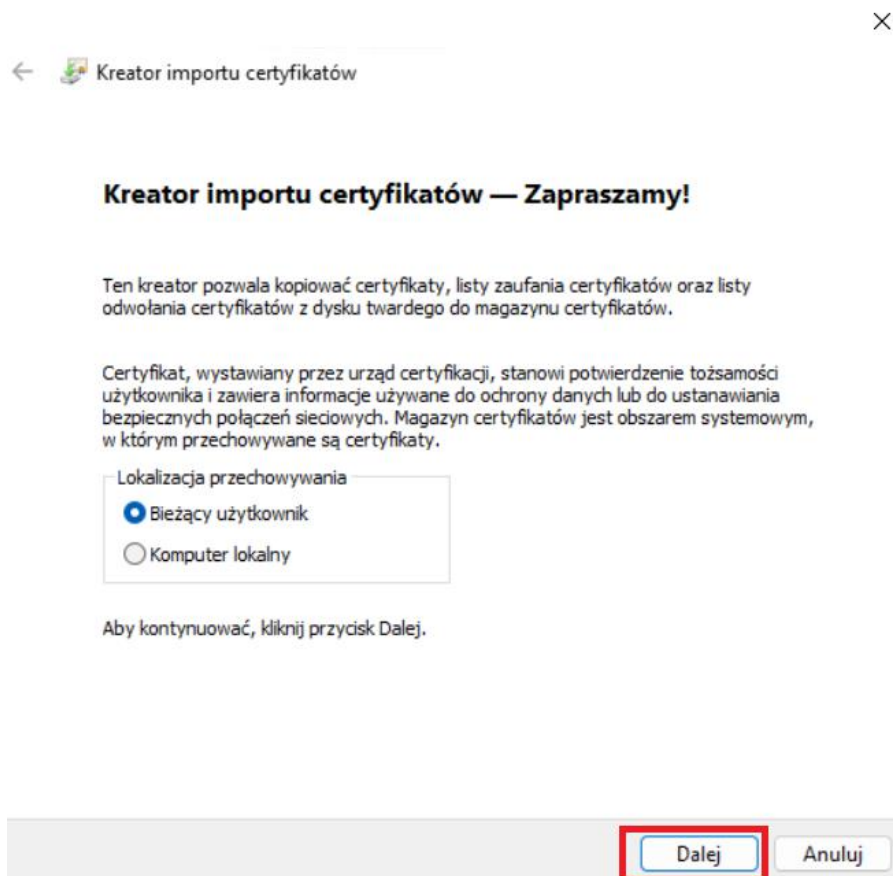 Kreator importu certyfikatów
Kreator importu certyfikatów — Zapraszamy!
Ten kreator pozwala kopiować certyfikaty, listy zaufania certyfikatów oraz listy
odwołania certyfikatów z dysku twardego do magazynu certyfikatów.
Certyfikat, wystawiany przez urząd certyfikacji, stanowi potwierdzenie tożsamości
użytkownika i zawiera informacje używane do ochrony danych lub do ustanawiania
bezpiecznych połączeń sieciowych. Magazyn certyfikatów jest obszarem systemowym,
w którym przechowywane są certyfikaty.
Lokalizacja przechowywania
Bieżący użytkownik
Komputer lokalny
Aby kontynuować, kliknij przycisk Dalej.
Dalej
Anuluj